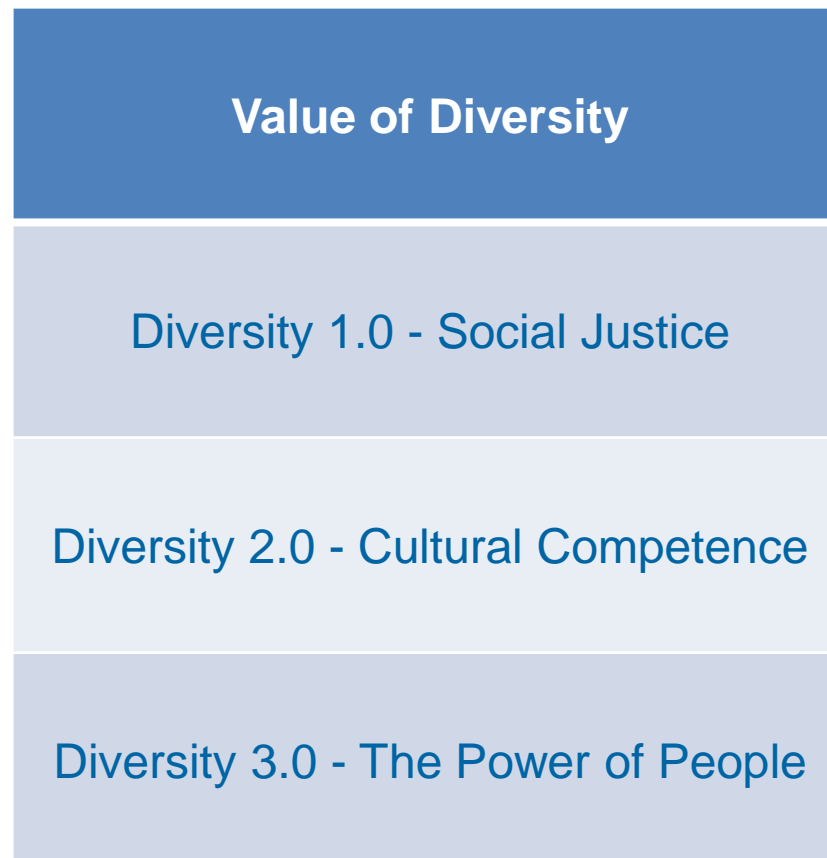 Value of Diversity
Diversity 1.0 - Social Justice
Diversity 2.0 - Cultural Competence
Diversity 3.0 - The Power of People